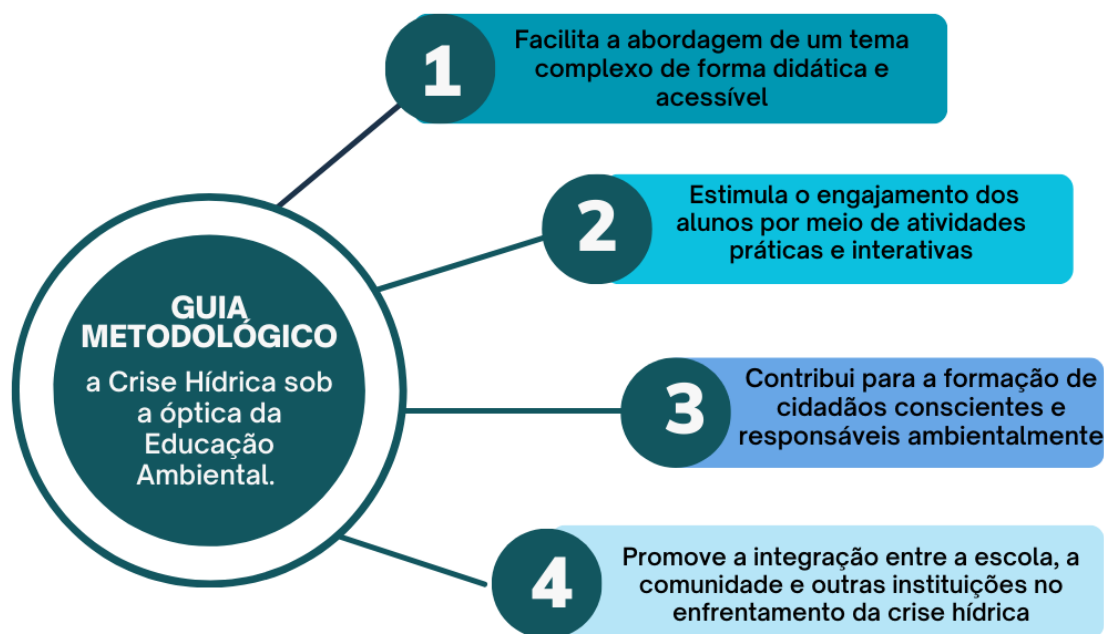 1
Facilita a abordagem de um tema
complexo de forma didática e
acessível
2
Estimula o engajamento dos
alunos por meio de atividades
práticas e interativas
GUIA
METODOLÓGICO
a Crise Hídrica sob
a óptica da
Educação
Ambiental.
3
Contribui para a formação de
cidadãos conscientes e
responsáveis ambientalmente
4
Promove a integração entre a escola, a
comunidade e outras instituições no
enfrentamento da crise hídrica